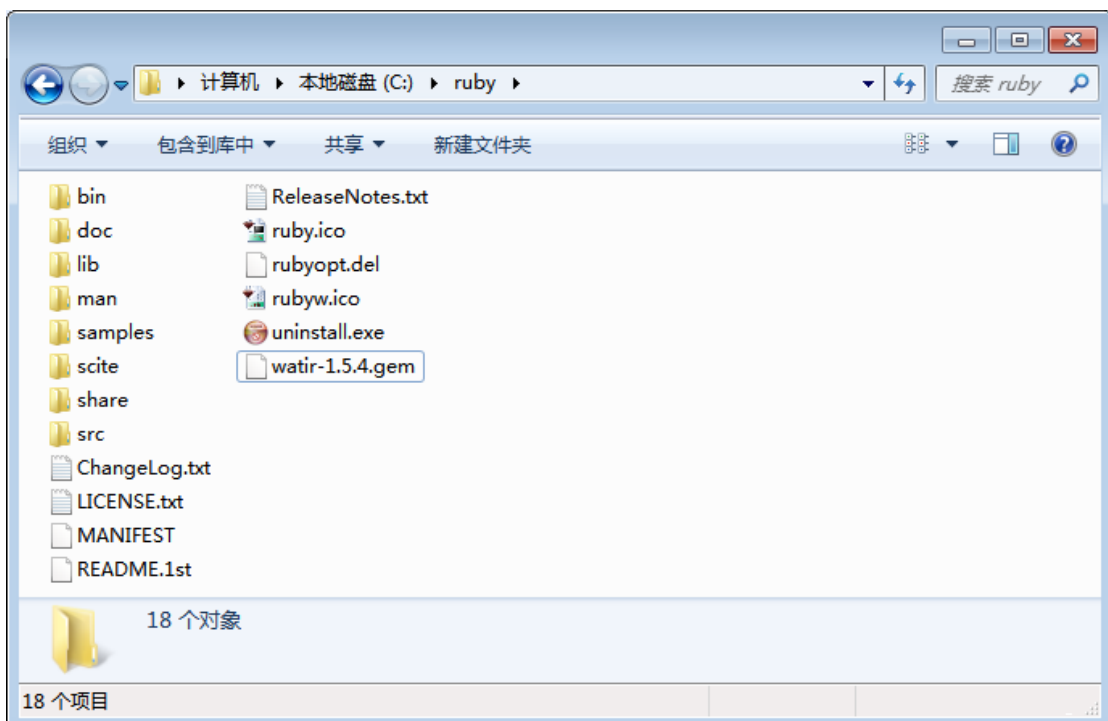 计算机 本地磁盘 (C:) ruby
搜索 ruby
组织 包含到库中 共享 新建文件夹
bin
doc
lib
man
samples
scite
share
src
ChangeLog.txt
LICENSE.txt
MANIFEST
README.1st
ReleaseNotes.txt
ruby.ico
rubyopt.del
rubyw.ico
uninstall.exe
watir-1.5.4.gem
18 个对象
18 个项目